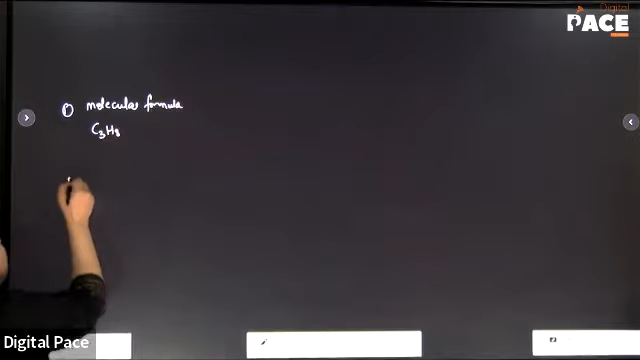 Digital
PACE
① molecular formula
C₃H₈
Digital Pace